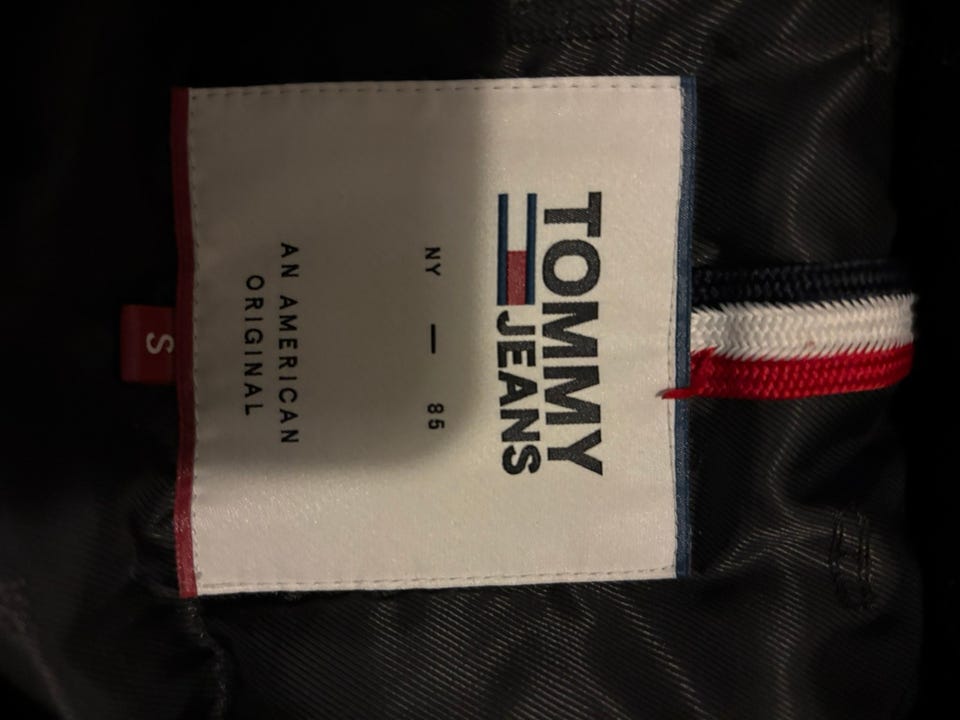 TOMMY
JEANS
NY — 85
AN AMERICAN
ORIGINAL
S